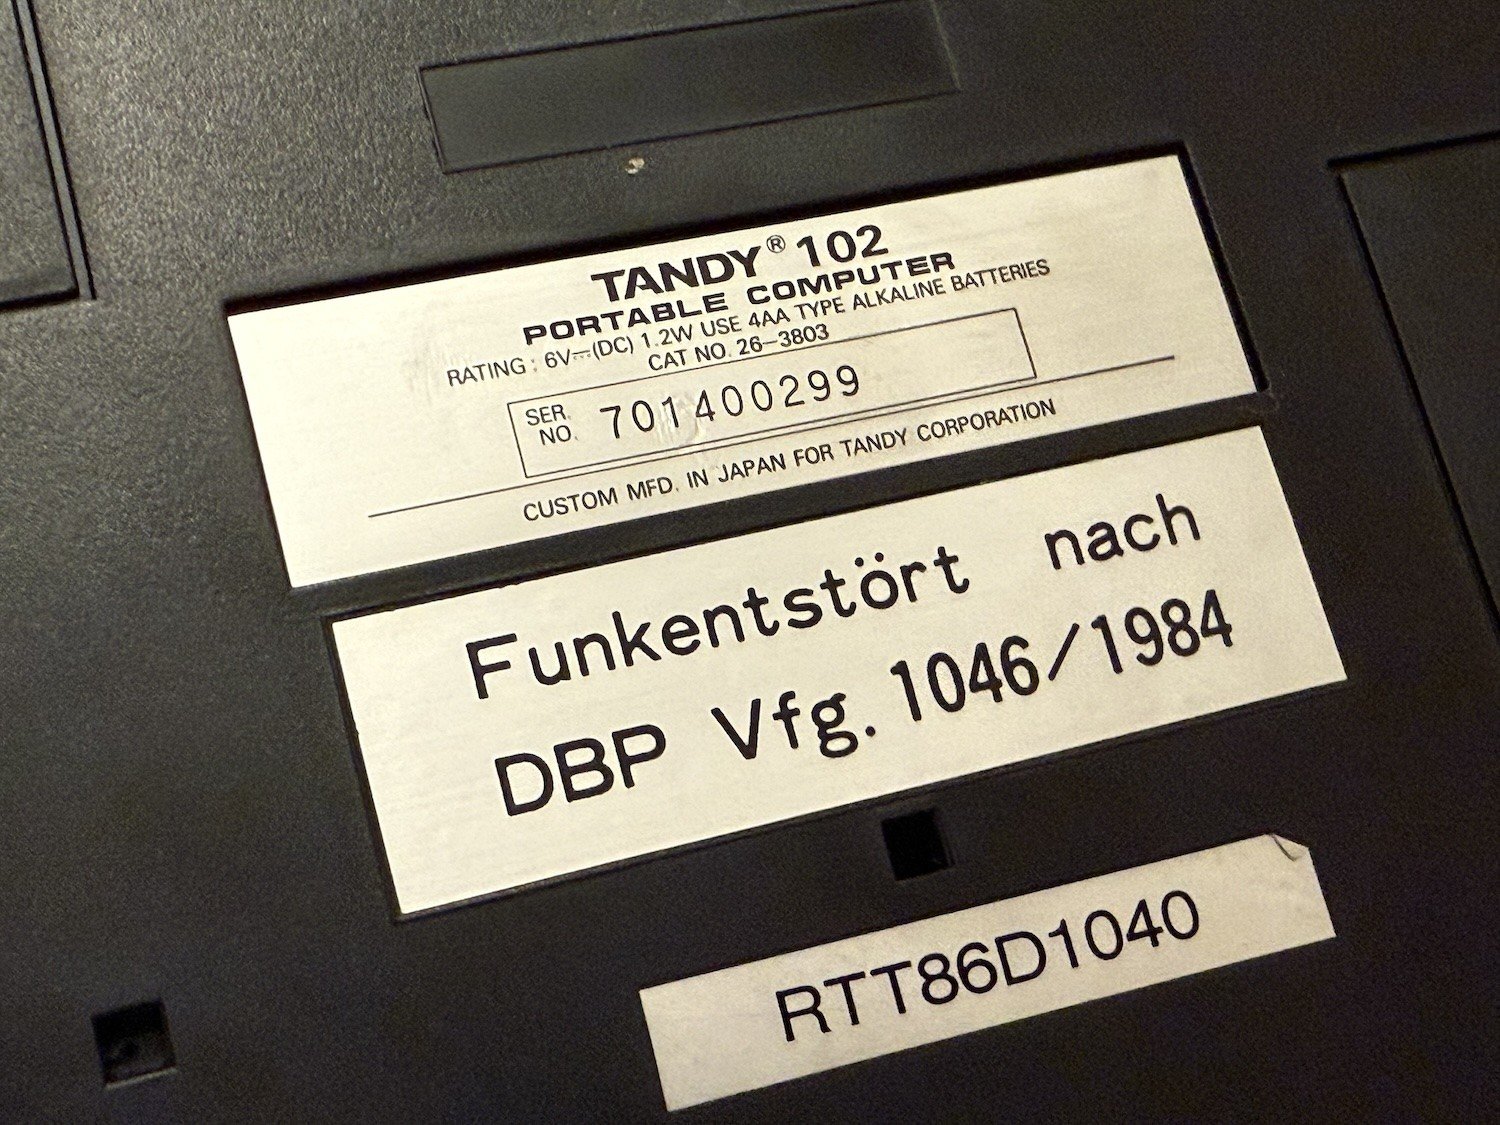 TANDY® 102
PORTABLE COMPUTER
RATING : 6V⎓(DC) 1.2W USE 4AA TYPE ALKALINE BATTERIES
CAT NO. 26-3803
SER. NO. 701400299
CUSTOM MFD. IN JAPAN FOR TANDY CORPORATION
Funkentstört nach
DBP Vfg. 1046/1984
RTT86D1040